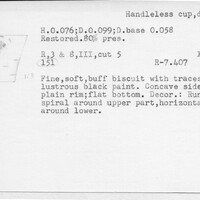 Handleless cup,d
H.0.076;D.0.099;D.base 0.058
Restored.80% pres.
R,3 & 8,III,cut 5
151 R-7.407
Fine,soft,buff biscuit with traces
lustrous black paint. Concave side
plain rim;flat bottom. Decor.: Run
spiral around upper part,horizonta
around lower.